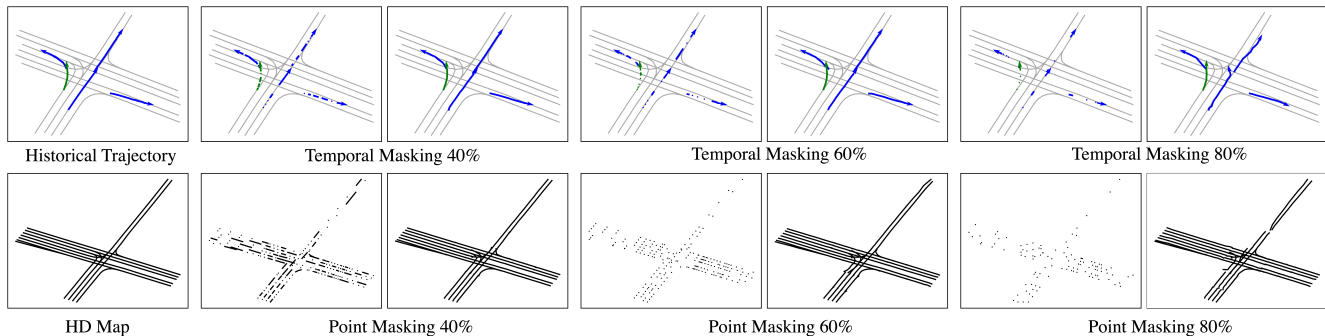 Historical Trajectory
Temporal Masking 40%
Temporal Masking 60%
Temporal Masking 80%
HD Map
Point Masking 40%
Point Masking 60%
Point Masking 80%